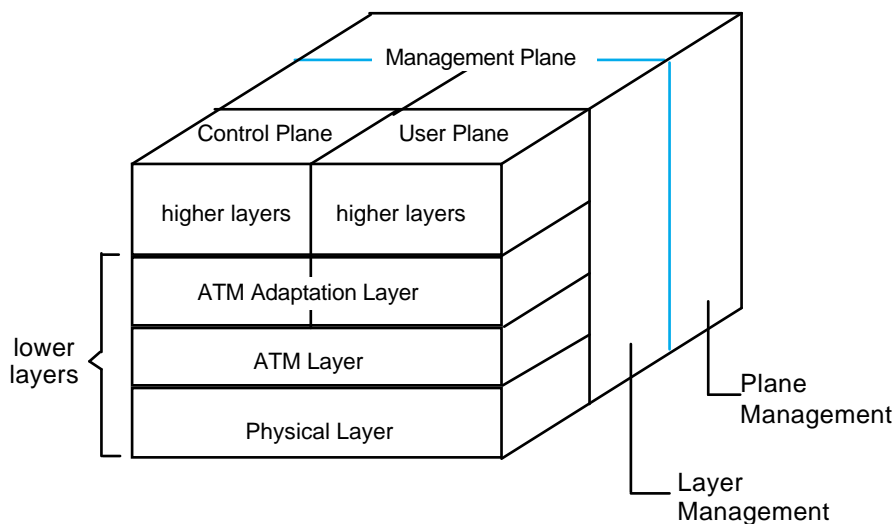 Management Plane
Control Plane
User Plane
higher layers
higher layers
ATM Adaptation Layer
lower
layers
ATM Layer
Physical Layer
Plane
Management
Layer
Management